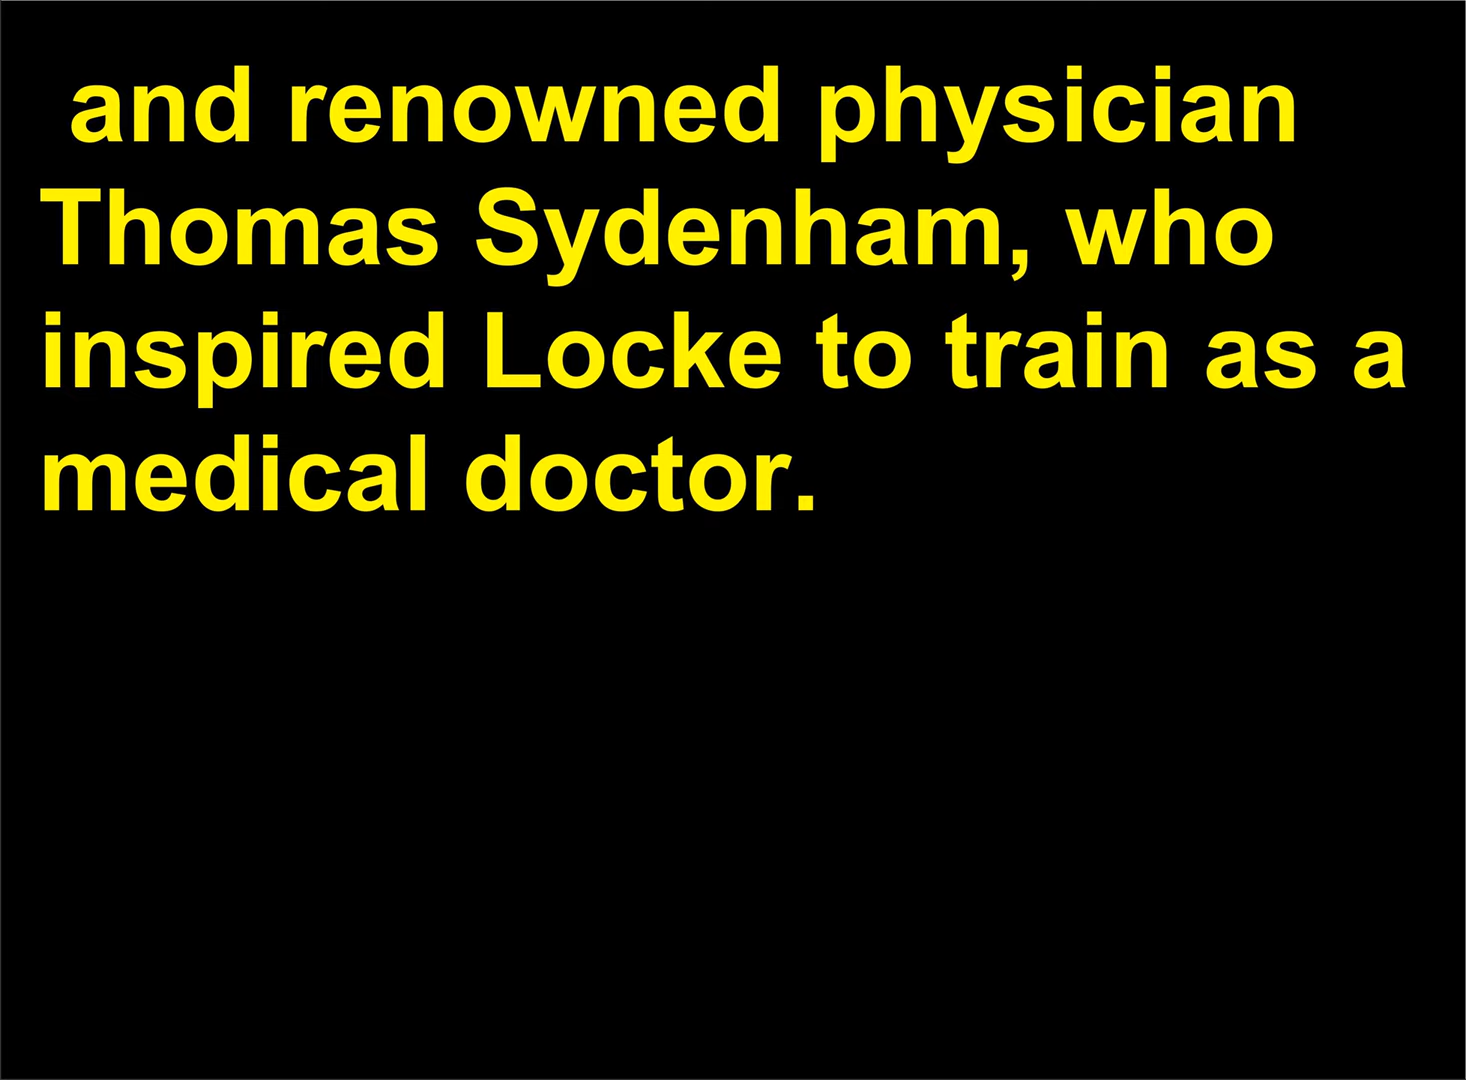 and renowned physician
Thomas Sydenham, who
inspired Locke to train as a
medical doctor.